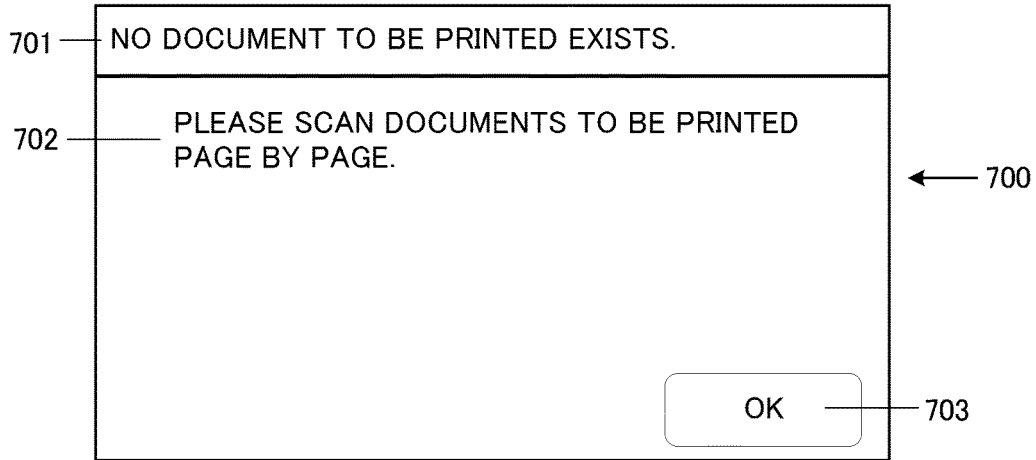 701
NO DOCUMENT TO BE PRINTED EXISTS.
702
PLEASE SCAN DOCUMENTS TO BE PRINTED
PAGE BY PAGE.
700
OK
703